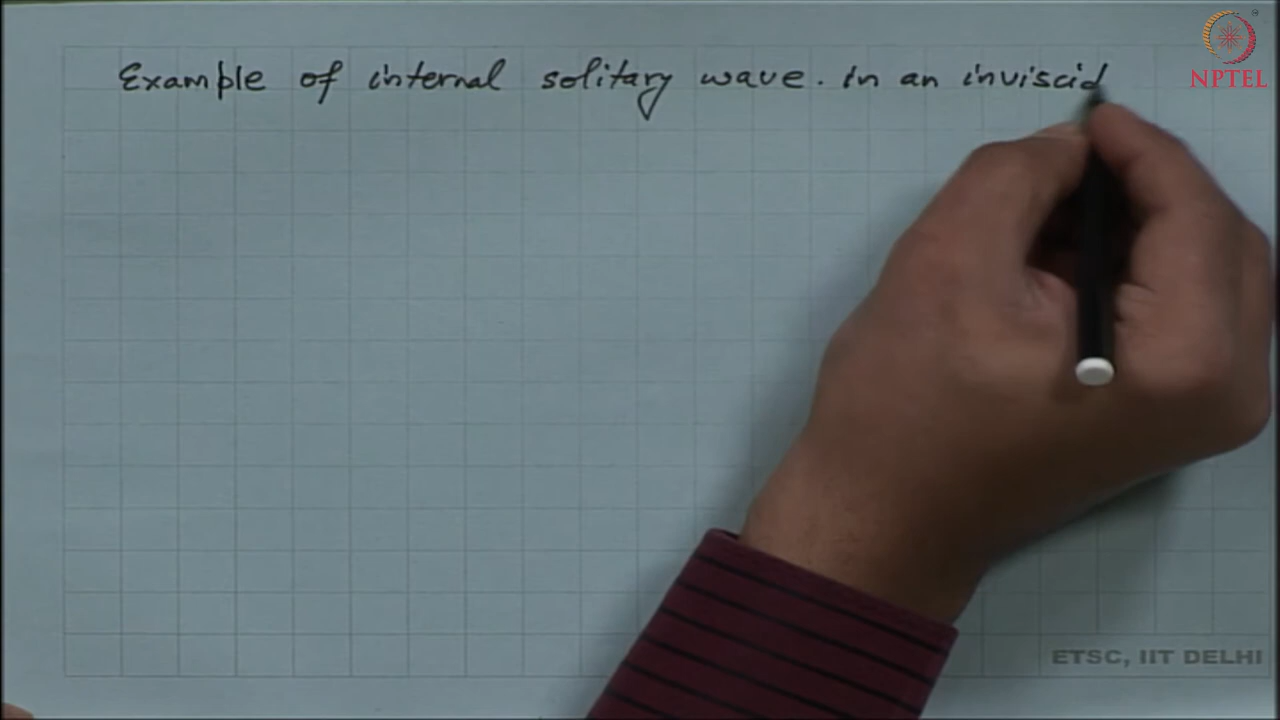 Example of internal solitary wave. in an inviscid
NPTEL
ETSC, IIT DELHI